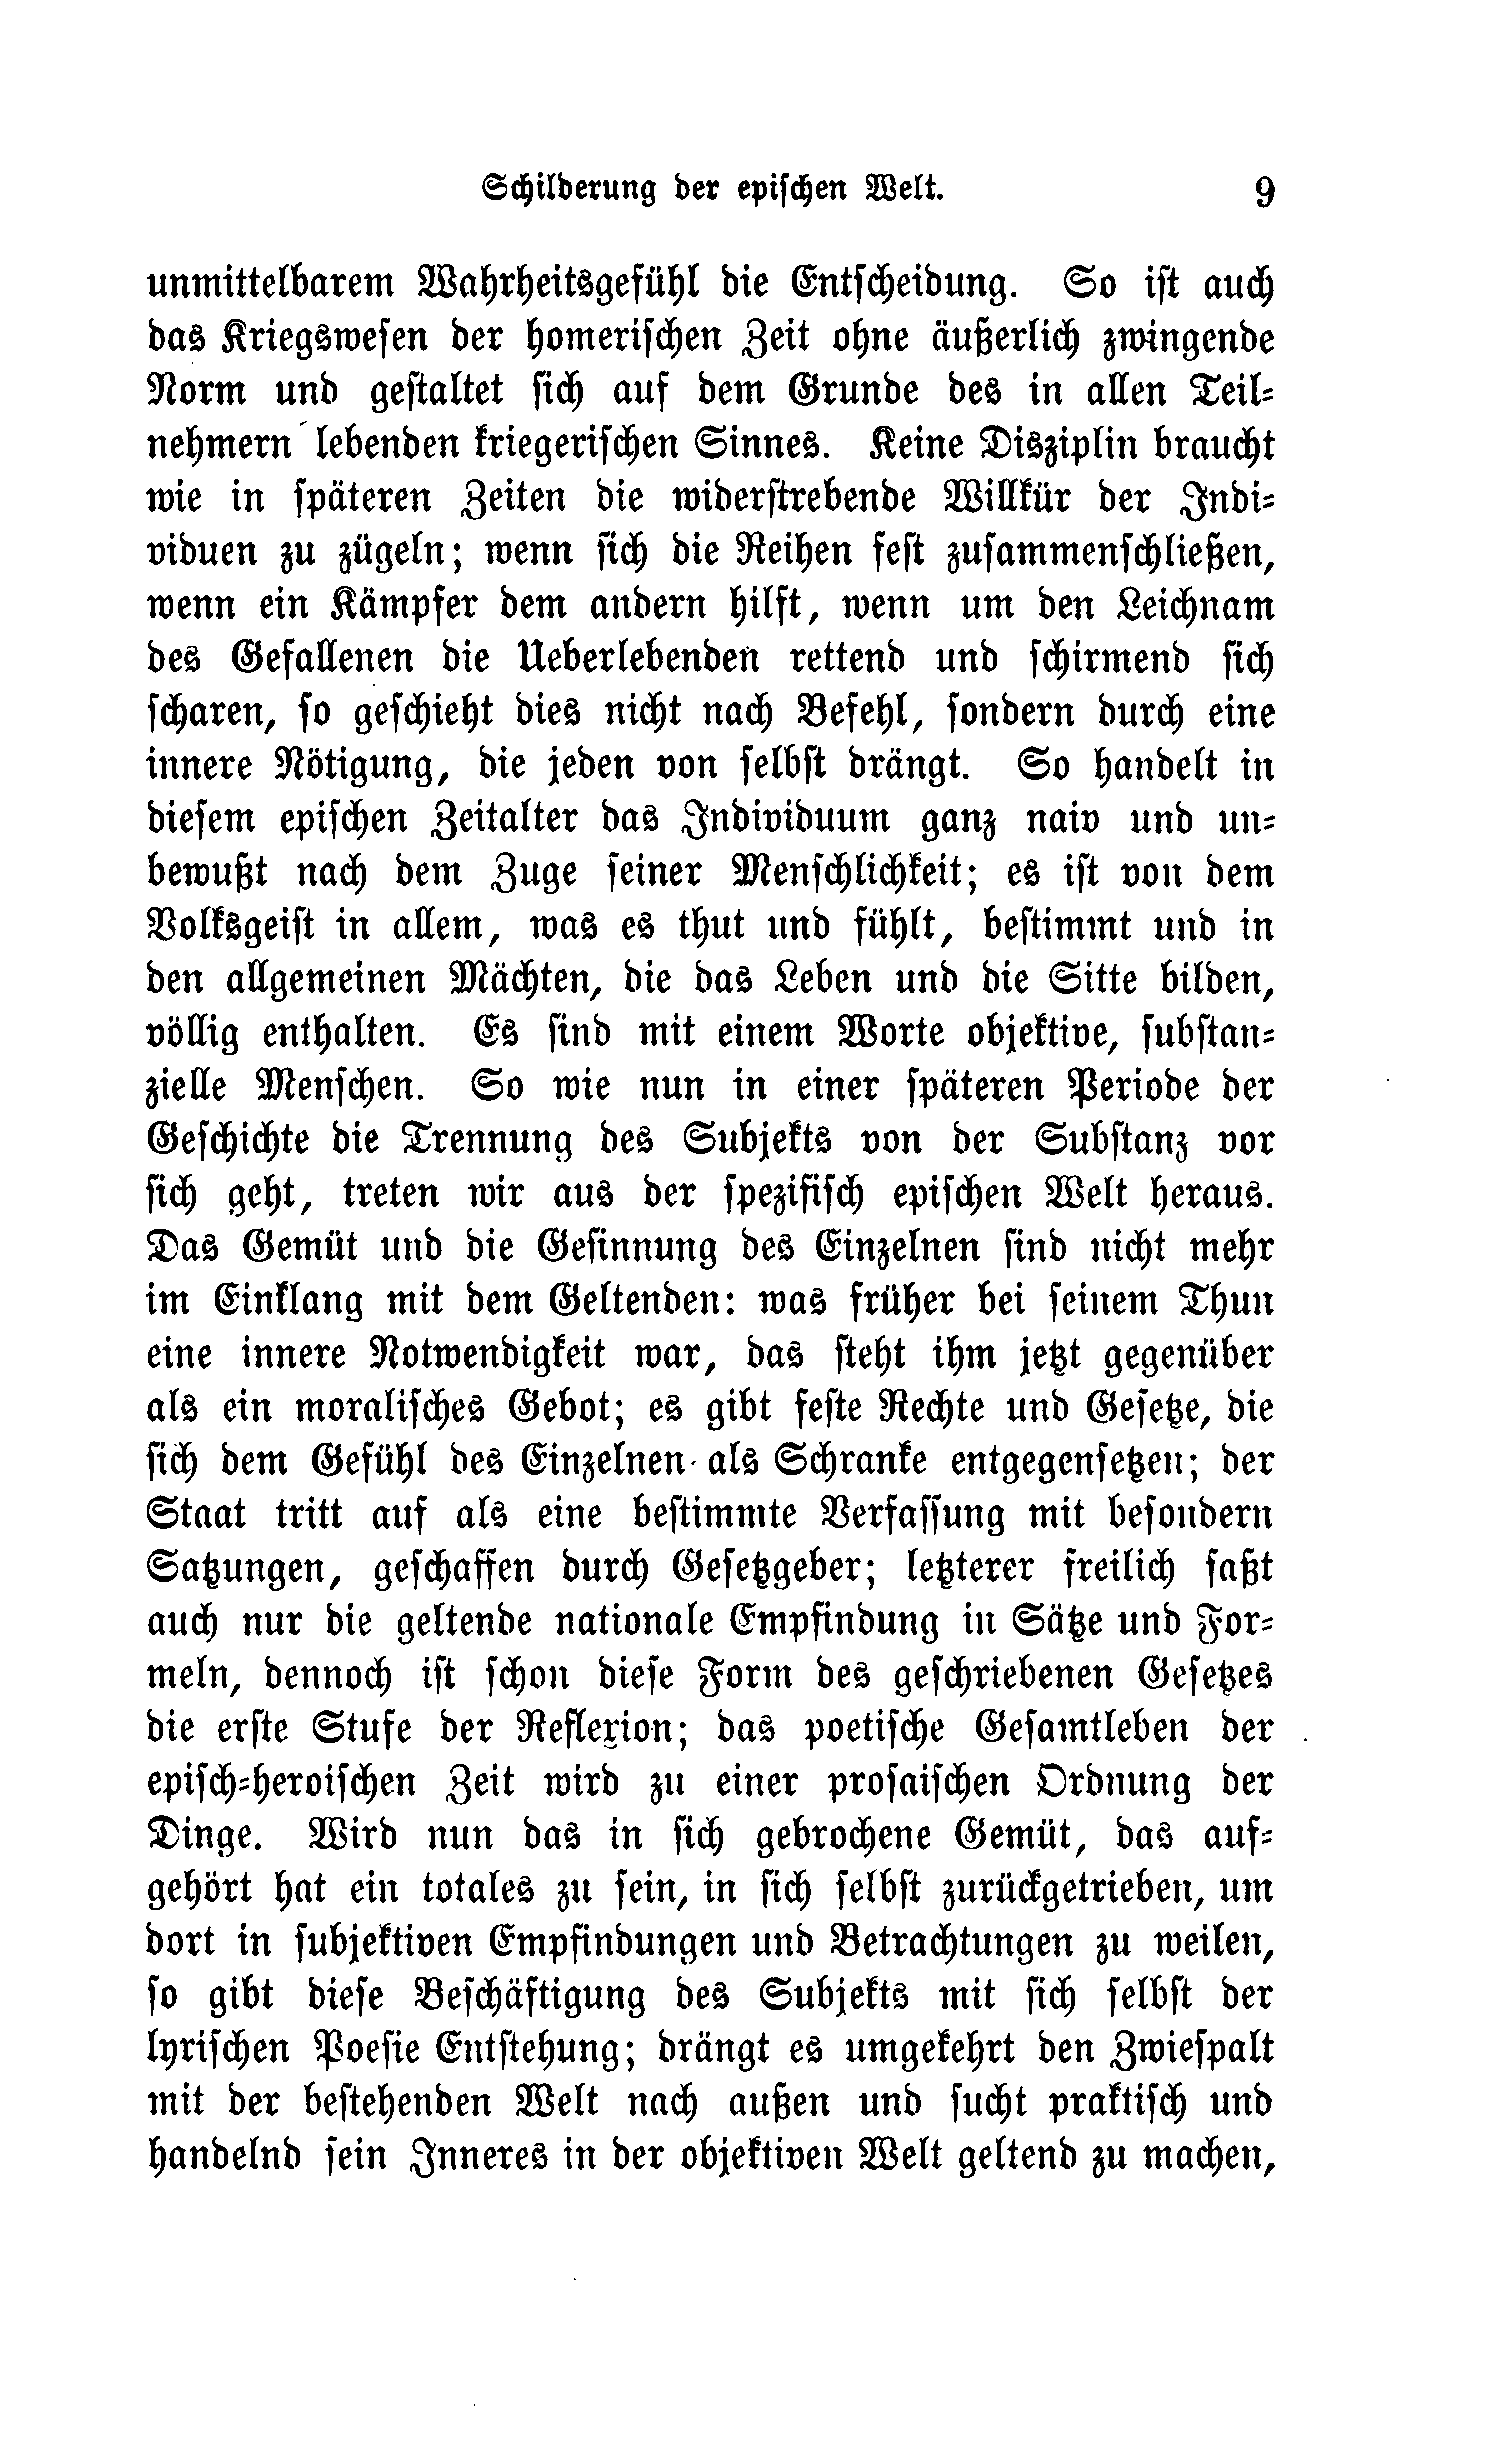 Schilderung der epiſchen Welt. 9
unmittelbarem Wahrheitsgefühl die Entſcheidung. So iſt auch
das Kriegsweſen der homeriſchen Zeit ohne äußerlich zwingende
Norm und geſtaltet ſich auf dem Grunde des in allen Teil-
nehmern lebenden kriegeriſchen Sinnes. Keine Disziplin braucht
wie in ſpäteren Zeiten die widerſtrebende Willkür der Indi-
viduen zu zügeln; wenn ſich die Reihen feſt zuſammenſchließen,
wenn ein Kämpfer dem andern hilft, wenn um den Leichnam
des Gefallenen die Ueberlebenden rettend und ſchirmend ſich
ſcharen, ſo geſchieht dies nicht nach Befehl, ſondern durch eine
innere Nötigung, die jeden von ſelbſt drängt. So handelt in
dieſem epiſchen Zeitalter das Individuum ganz naiv und un-
bewußt nach dem Zuge ſeiner Menſchlichkeit; es iſt von dem
Volksgeiſt in allem, was es thut und fühlt, beſtimmt und in
den allgemeinen Mächten, die das Leben und die Sitte bilden,
völlig enthalten. Es ſind mit einem Worte objektive, ſubſtan-
zielle Menſchen. So wie nun in einer ſpäteren Periode der
Geſchichte die Trennung des Subjekts von der Subſtanz vor
ſich geht, treten wir aus der ſpezifiſch epiſchen Welt heraus.
Das Gemüt und die Geſinnung des Einzelnen ſind nicht mehr
im Einklang mit dem Geltenden: was früher bei ſeinem Thun
eine innere Notwendigkeit war, das ſteht ihm jetzt gegenüber
als ein moraliſches Gebot; es gibt feſte Rechte und Geſetze, die
ſich dem Gefühl des Einzelnen als Schranke entgegenſetzen; der
Staat tritt auf als eine beſtimmte Verfaſſung mit beſondern
Satzungen, geſchaffen durch Geſetzgeber; letzterer freilich faßt
auch nur die geltende nationale Empfindung in Sätze und For-
meln, dennoch iſt ſchon dieſe Form des geſchriebenen Geſetzes
die erſte Stufe der Reflexion; das poetiſche Geſamtleben der
epiſch-heroiſchen Zeit wird zu einer proſaiſchen Ordnung der
Dinge. Wird nun das in ſich gebrochene Gemüt, das auf-
gehört hat ein totales zu ſein, in ſich ſelbſt zurückgetrieben, um
dort in ſubjektiven Empfindungen und Betrachtungen zu weilen,
ſo gibt dieſe Beſchäftigung des Subjekts mit ſich ſelbſt der
lyriſchen Poeſie Entſtehung; drängt es umgekehrt den Zwieſpalt
mit der beſtehenden Welt nach außen und ſucht praktiſch und
handelnd ſein Inneres in der objektiven Welt geltend zu machen,